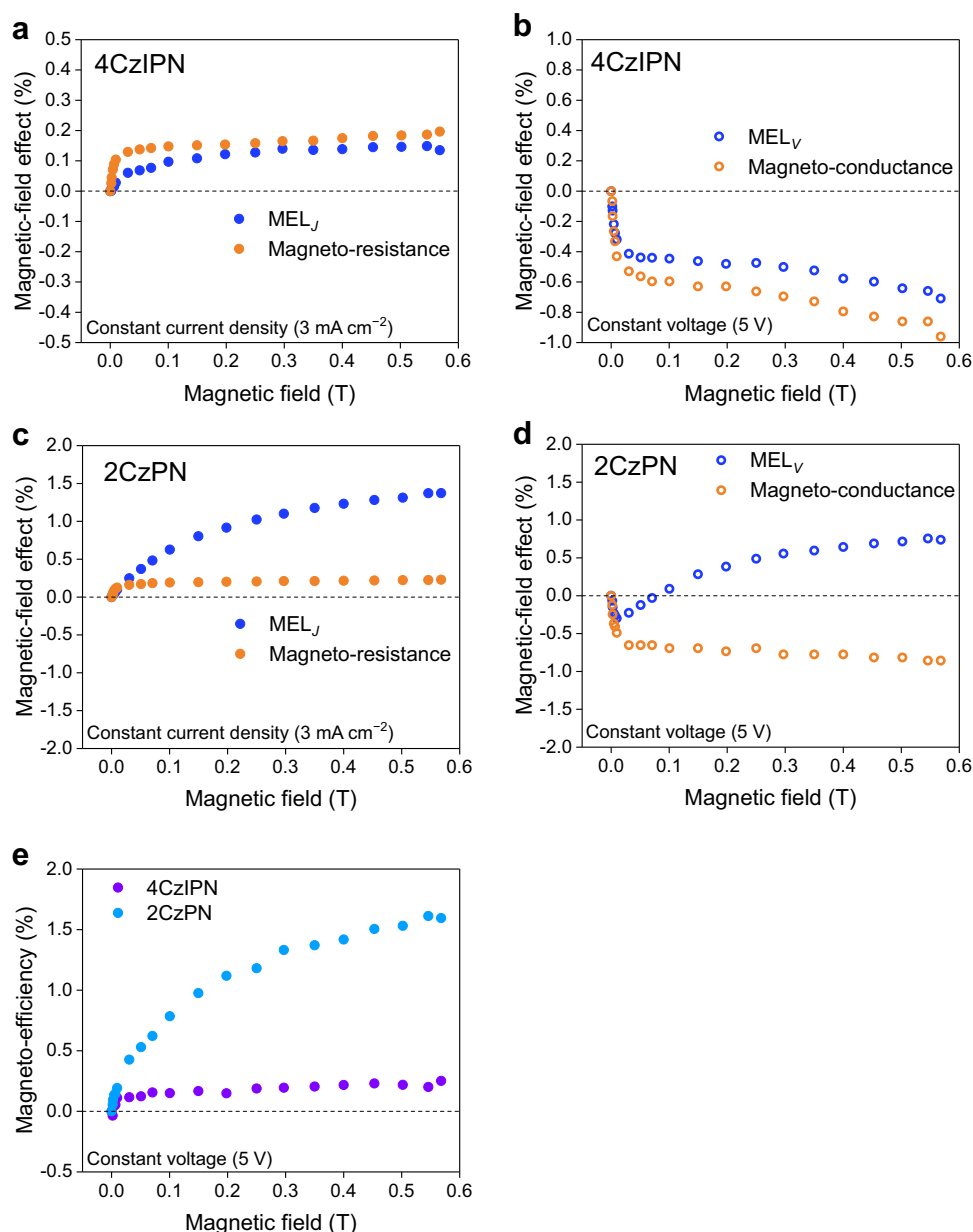 a
4CzIPN
Magnetic-field effect (%)
0.5
0.4
0.3
0.2
0.1
0.0
-0.1
-0.2
-0.3
-0.4
-0.5
MEL_J
Magneto-resistance
Constant current density (3 mA cm⁻²)
0.0 0.1 0.2 0.3 0.4 0.5 0.6
Magnetic field (T)
b
4CzIPN
Magnetic-field effect (%)
1.0
0.8
0.6
0.4
0.2
0.0
-0.2
-0.4
-0.6
-0.8
-1.0
MEL_V
Magneto-conductance
Constant voltage (5 V)
0.0 0.1 0.2 0.3 0.4 0.5 0.6
Magnetic field (T)
c
2CzPN
Magnetic-field effect (%)
2.0
1.5
1.0
0.5
0.0
-0.5
-1.0
-1.5
-2.0
MEL_J
Magneto-resistance
Constant current density (3 mA cm⁻²)
0.0 0.1 0.2 0.3 0.4 0.5 0.6
Magnetic field (T)
d
2CzPN
Magnetic-field effect (%)
2.0
1.5
1.0
0.5
0.0
-0.5
-1.0
-1.5
-2.0
MEL_V
Magneto-conductance
Constant voltage (5 V)
0.0 0.1 0.2 0.3 0.4 0.5 0.6
Magnetic field (T)
e
Magneto-efficiency (%)
2.0
1.5
1.0
0.5
0.0
-0.5
4CzIPN
2CzPN
Constant voltage (5 V)
0.0 0.1 0.2 0.3 0.4 0.5 0.6
Magnetic field (T)